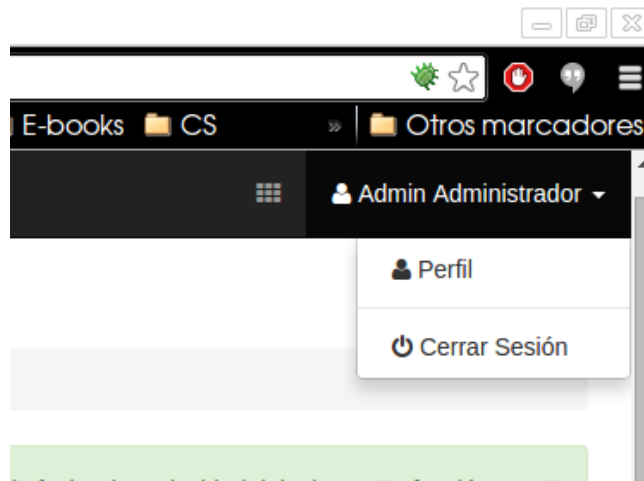 E-books CS » Otros marcadores
Admin Administrador
Perfil
Cerrar Sesión